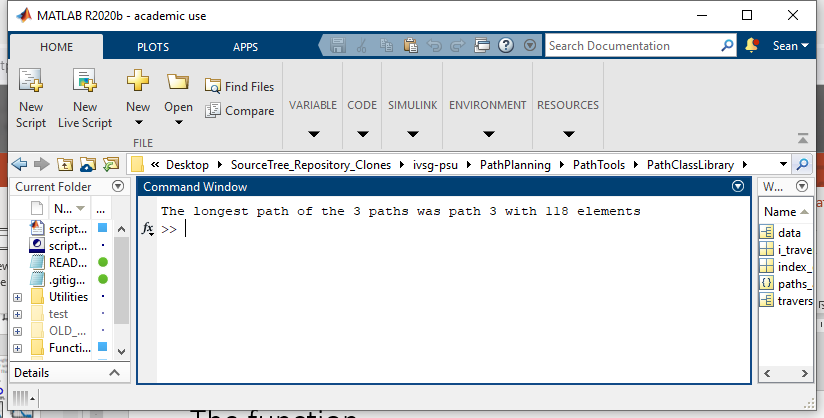 MATLAB R2020b - academic use
HOME PLOTS APPS Search Documentation Sean
New Script New Live Script New Open Find Files Compare
VARIABLE CODE SIMULINK ENVIRONMENT RESOURCES
FILE
« Desktop SourceTree_Repository_Clones ivsg-psu PathPlanning PathTools PathClassLibrary
Current Folder
N... ...
script...
script...
READ...
.gitig...
Utilities
test
OLD_...
Functi...
Details
Command Window
The longest path of the 3 paths was path 3 with 118 elements
fx >>
W...
Name
data
i_trave
index_
paths_
travers
The function